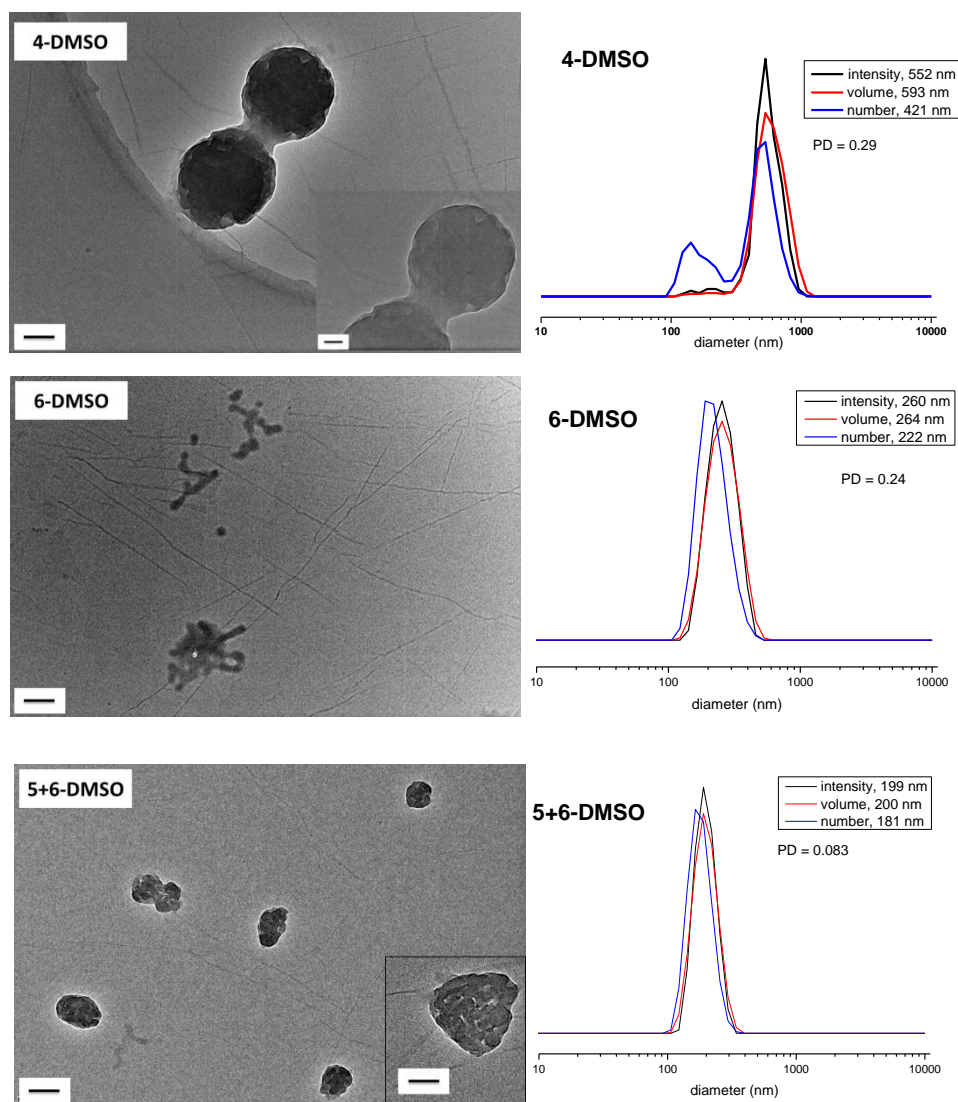 4-DMSO
4-DMSO
intensity, 552 nm
volume, 593 nm
number, 421 nm
PD = 0.29
10 100 1000 10000
diameter (nm)
6-DMSO
6-DMSO
intensity, 260 nm
volume, 264 nm
number, 222 nm
PD = 0.24
10 100 1000 10000
diameter (nm)
5+6-DMSO
5+6-DMSO
intensity, 199 nm
volume, 200 nm
number, 181 nm
PD = 0.083
10 100 1000 10000
diameter (nm)